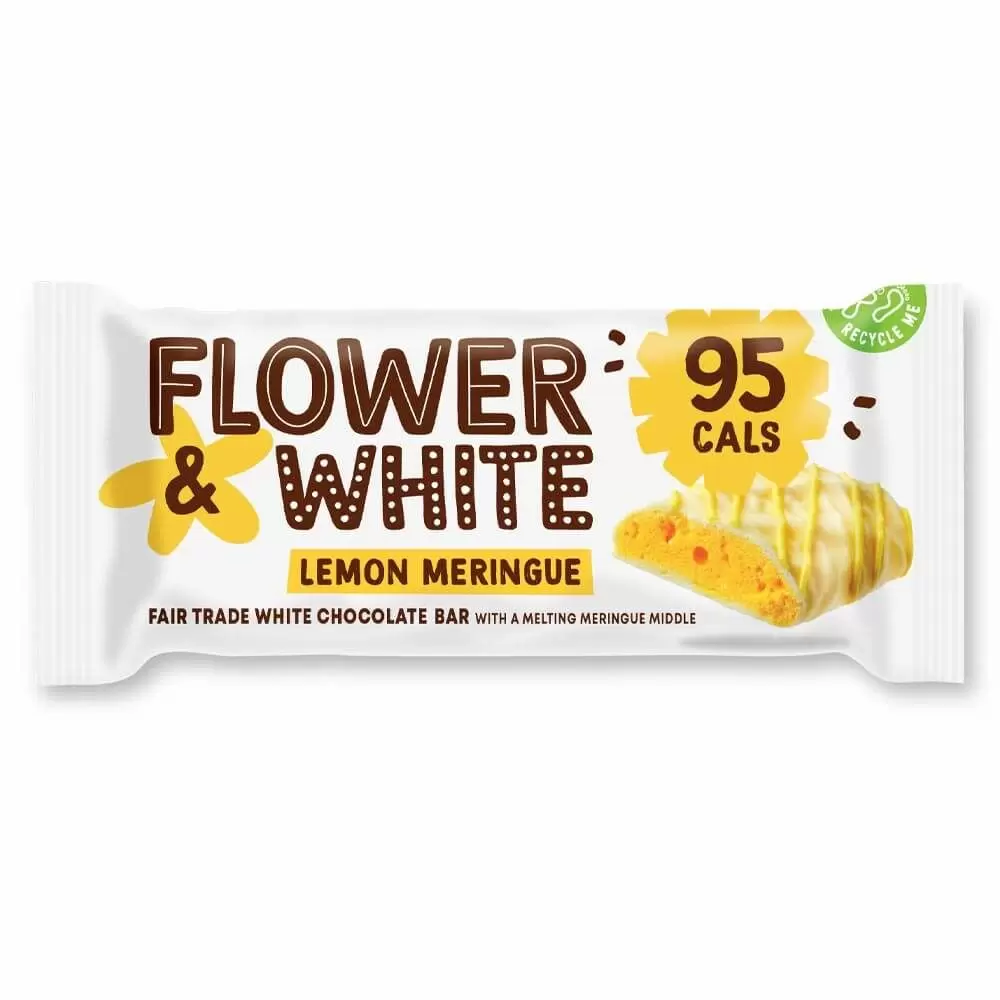 FLOWER
& WHITE
LEMON MERINGUE
FAIR TRADE WHITE CHOCOLATE BAR WITH A MELTING MERINGUE MIDDLE
95
CALS
RECYCLE ME